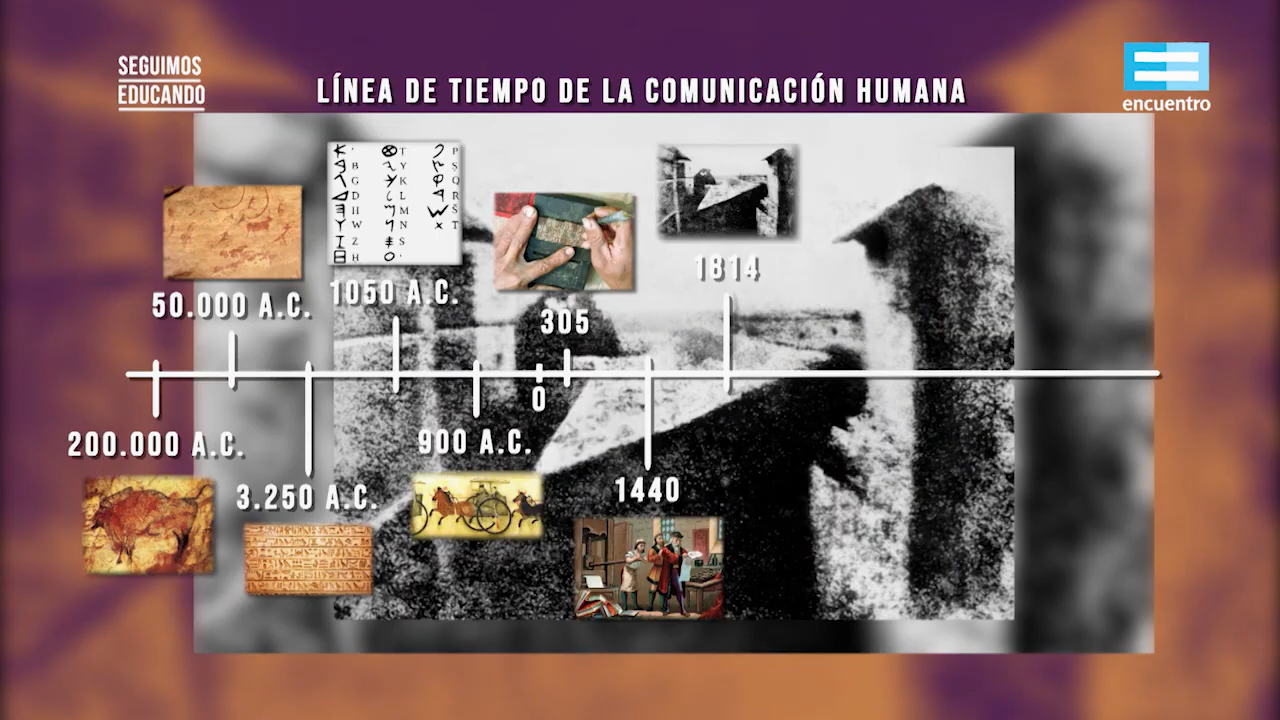 SEGUIMOS
EDUCANDO
LÍNEA DE TIEMPO DE LA COMUNICACIÓN HUMANA
encuentro
50.000 A.C.
1050 A.C.
305
1814
0
200.000 A.C.
3.250 A.C.
900 A.C.
1440
B
G
D
H
W
Z
H
T
Y
K
L
M
N
S
P
S
Q
R
Š
T